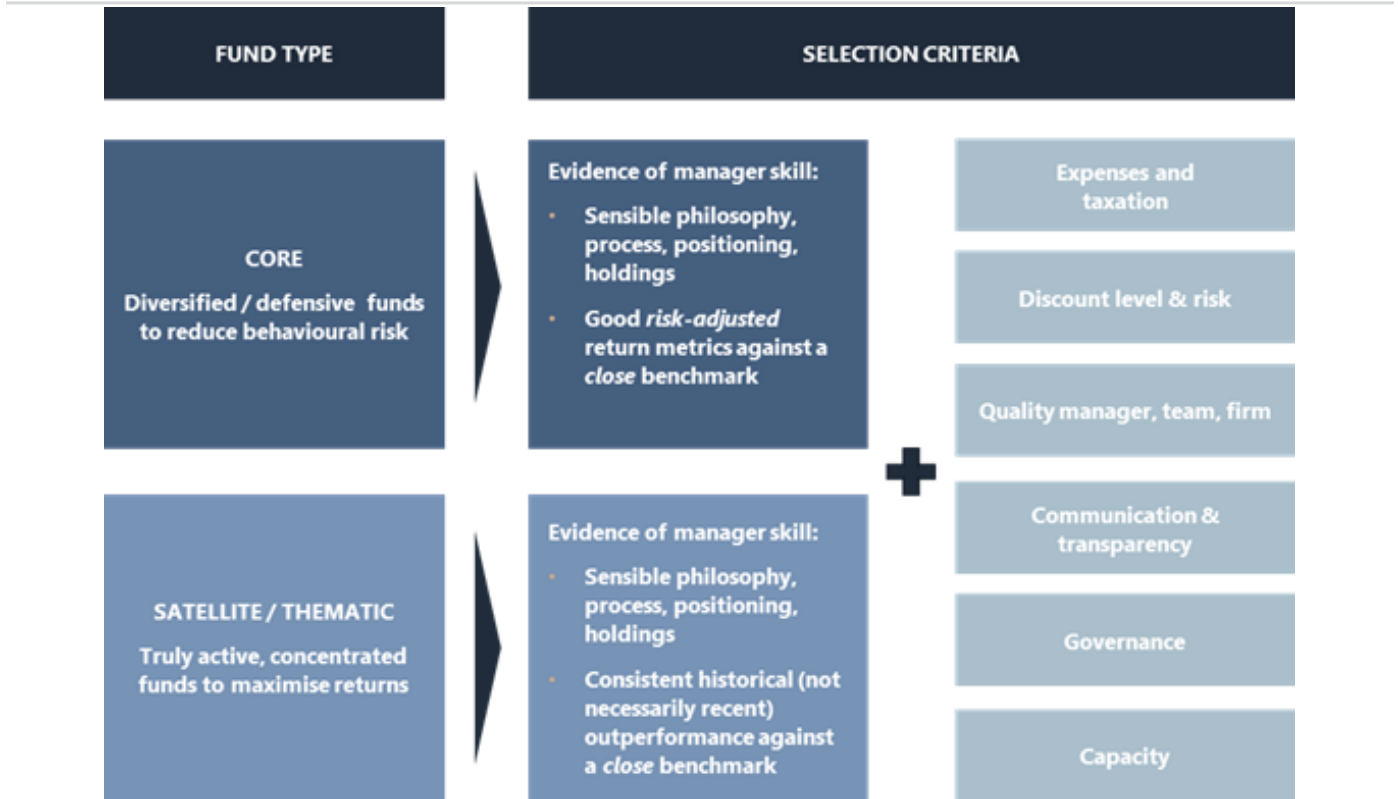 FUND TYPE
SELECTION CRITERIA
CORE
Diversified / defensive funds
to reduce behavioural risk
Evidence of manager skill:
• Sensible philosophy,
process, positioning,
holdings
• Good risk-adjusted
return metrics against a
close benchmark
SATELLITE / THEMATIC
Truly active, concentrated
funds to maximise returns
Evidence of manager skill:
• Sensible philosophy,
process, positioning,
holdings
• Consistent historical (not
necessarily recent)
outperformance against
a close benchmark
Expenses and
taxation
Discount level & risk
Quality manager, team, firm
Communication &
transparency
Governance
Capacity